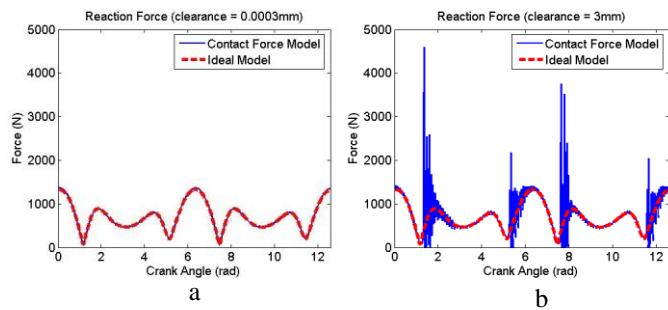 Reaction Force (clearance = 0.0003mm)
5000
4000
3000
2000
1000
0
Force (N)
Contact Force Model
Ideal Model
0 2 4 6 8 10 12
Crank Angle (rad)
a
Reaction Force (clearance = 3mm)
5000
4000
3000
2000
1000
0
Force (N)
Contact Force Model
Ideal Model
0 2 4 6 8 10 12
Crank Angle (rad)
b